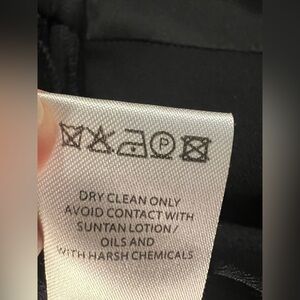 P
DRY CLEAN ONLY
AVOID CONTACT WITH
SUNTAN LOTION/
OILS AND
WITH HARSH CHEMICALS